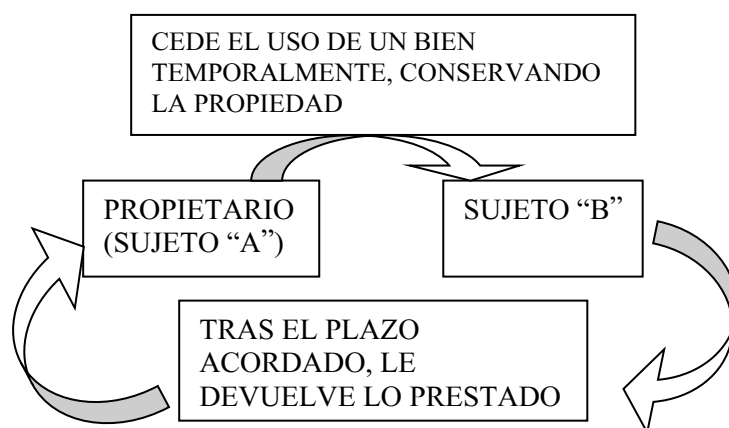 CEDE EL USO DE UN BIEN
TEMPORALMENTE, CONSERVANDO
LA PROPIEDAD
PROPIETARIO
(SUJETO “A”)
SUJETO “B”
TRAS EL PLAZO
ACORDADO, LE
DEVUELVE LO PRESTADO